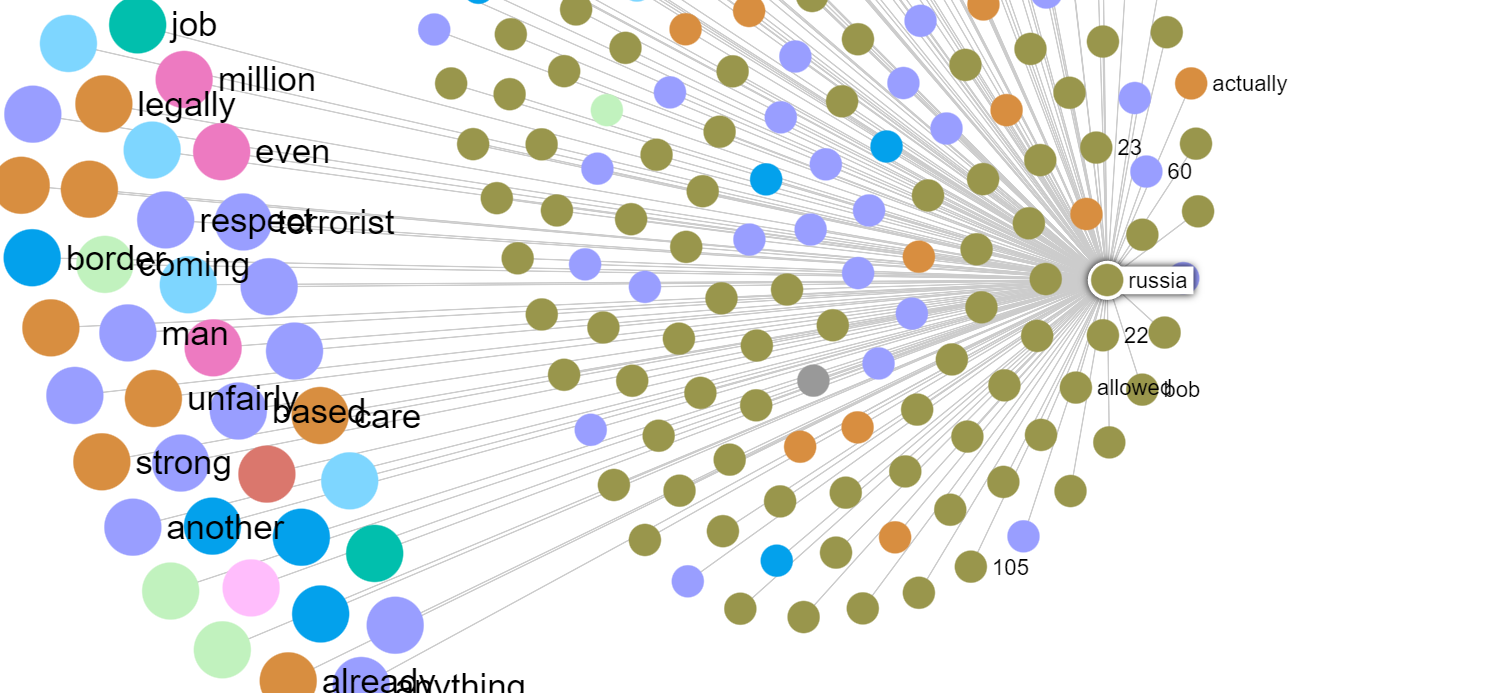 job
million
legally
actually
even
23
60
respect
terrorist
border
coming
russia
man
22
unfairly
based
care
allowed
bob
strong
another
105
already
anything